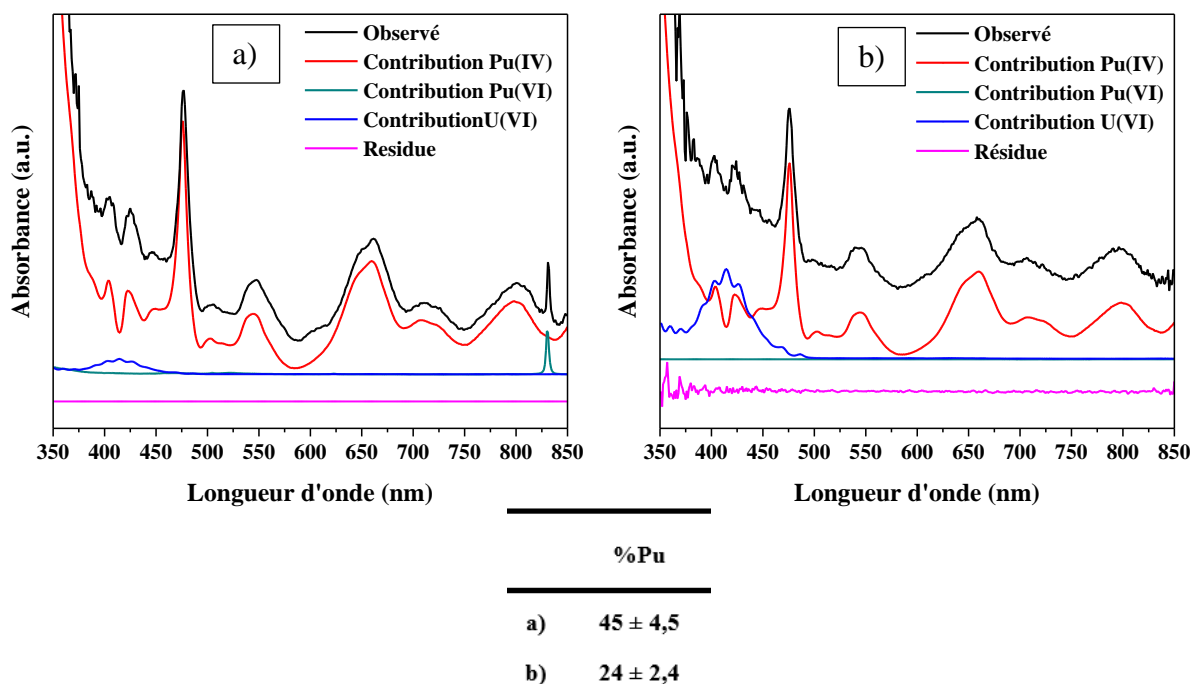 a)
Observé
Contribution Pu(IV)
Contribution Pu(VI)
ContributionU(VI)
Residue
Absorbance (a.u.)
350 400 450 500 550 600 650 700 750 800 850
Longueur d'onde (nm)
b)
Observé
Contribution Pu(IV)
Contribution Pu(VI)
Contribution U(VI)
Résidue
Absorbance (a.u.)
350 400 450 500 550 600 650 700 750 800 850
Longueur d'onde (nm)
%Pu
a) 45 ± 4,5
b) 24 ± 2,4